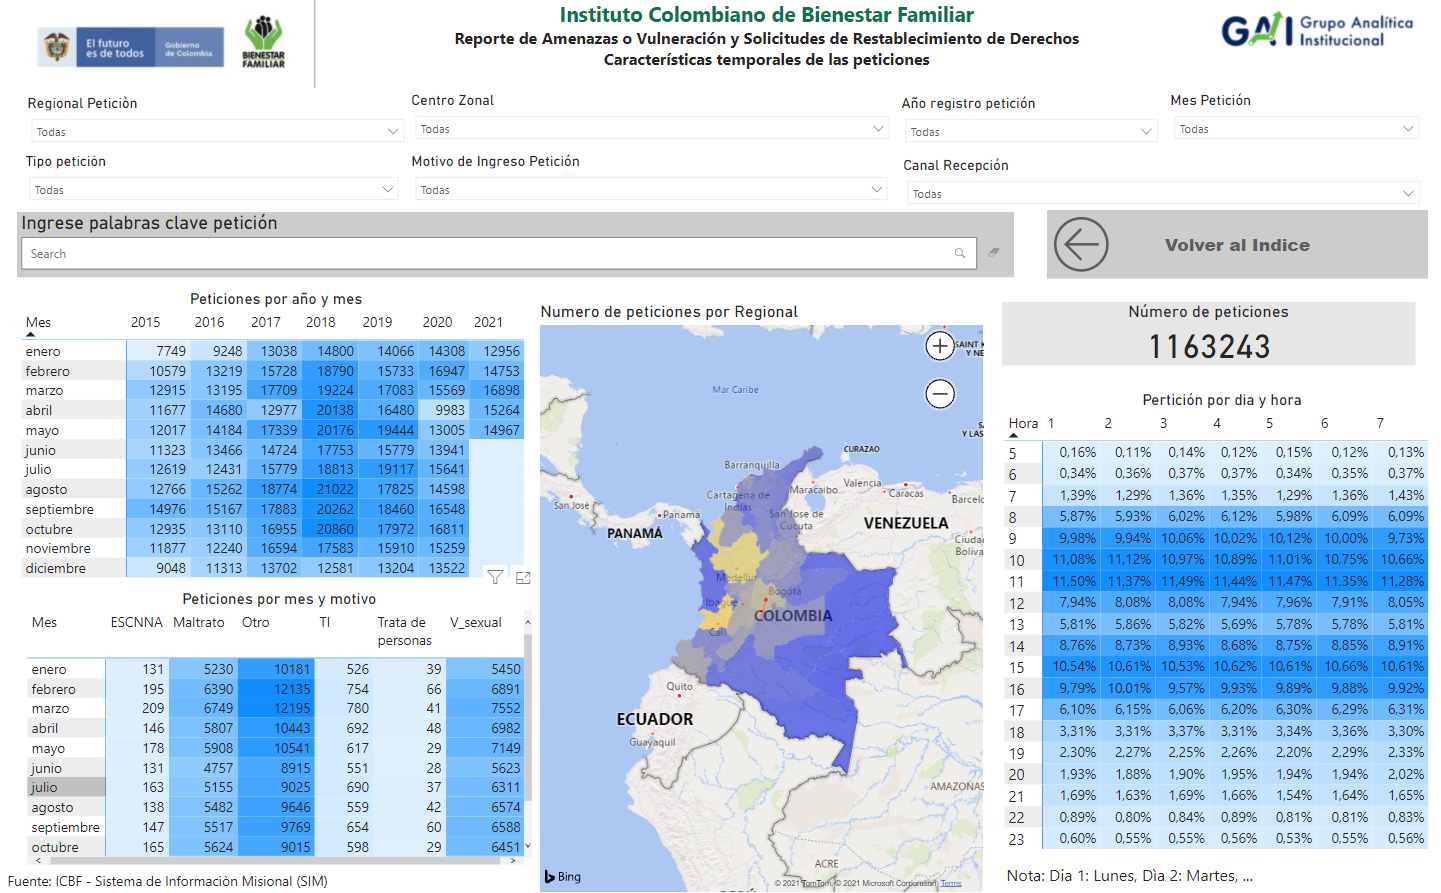 El futuro
es de todos
Gobierno
de Colombia
BIENESTAR
FAMILIAR
Instituto Colombiano de Bienestar Familiar
Reporte de Amenazas o Vulneración y Solicitudes de Restablecimiento de Derechos
Características temporales de las peticiones
GAI Grupo Analítica
Institucional
Regional Peticiòn
Todas
Centro Zonal
Todas
Año registro petición
Todas
Mes Petición
Todas
Tipo petición
Todas
Motivo de Ingreso Petición
Todas
Canal Recepción
Todas
Ingrese palabras clave petición
Search
Volver al Indice
Peticiones por año y mes
Mes 2015 2016 2017 2018 2019 2020 2021
enero 7749 9248 13038 14800 14066 14308 12956
febrero 10579 13219 15728 18790 15733 16947 14753
marzo 12915 13195 17709 19224 17083 15569 16898
abril 11677 14680 12977 20138 16480 9983 15264
mayo 12017 14184 17339 20176 19444 13005 14967
junio 11323 13466 14724 17753 15779 13941
julio 12619 12431 15779 18813 19117 15641
agosto 12766 15262 18774 21022 17825 14598
septiembre 14976 15167 17883 20262 18460 16548
octubre 12935 13110 16955 20860 17972 16811
noviembre 11877 12240 16594 17583 15910 15259
diciembre 9048 11313 13702 12581 13204 13522
Peticiones por mes y motivo
Mes ESCNNA Maltrato Otro TI Trata de personas V_sexual
enero 131 5230 10181 526 39 5450
febrero 195 6390 12135 754 66 6891
marzo 209 6749 12195 780 41 7552
abril 146 5807 10443 692 48 6982
mayo 178 5908 10541 617 29 7149
junio 131 4757 8915 551 28 5623
julio 163 5155 9025 690 37 6311
agosto 138 5482 9646 559 42 6574
septiembre 147 5517 9769 654 60 6588
octubre 165 5624 9015 598 29 6451
Fuente: ICBF - Sistema de Informaciòn Misional (SIM)
Numero de peticiones por Regional
SAINT K
Y NE
Mar Caribe
Y LAS
CURAZAO
Barranquilla
Cartagena de
Indias
Maracaibo
Valencia
Caracas
Barcelo
San José
Panamá
San José de
Cucuta
PANAMÁ
VENEZUELA
Ciuda
Bolíva
Medellín
Bogotá
Ibagué
COLOMBIA
Cali
Quito
ECUADOR
Guayaquil
AMAZONAS
ACRE
Bing
© 2021 TomTom, © 2021 Microsoft Corporation Terms
Número de peticiones
1163243
Pertición por dia y hora
Hora 1 2 3 4 5 6 7
5 0,16% 0,11% 0,14% 0,12% 0,15% 0,12% 0,13%
6 0,34% 0,36% 0,37% 0,37% 0,34% 0,35% 0,37%
7 1,39% 1,29% 1,36% 1,35% 1,29% 1,36% 1,43%
8 5,87% 5,93% 6,02% 6,12% 5,98% 6,09% 6,09%
9 9,98% 9,94% 10,06% 10,02% 10,12% 10,00% 9,73%
10 11,08% 11,12% 10,97% 10,89% 11,01% 10,75% 10,66%
11 11,50% 11,37% 11,49% 11,44% 11,47% 11,35% 11,28%
12 7,94% 8,08% 8,08% 7,94% 7,96% 7,91% 8,05%
13 5,81% 5,86% 5,82% 5,69% 5,78% 5,78% 5,81%
14 8,76% 8,73% 8,93% 8,68% 8,75% 8,85% 8,91%
15 10,54% 10,61% 10,53% 10,62% 10,61% 10,66% 10,61%
16 9,79% 10,01% 9,57% 9,93% 9,89% 9,88% 9,92%
17 6,10% 6,15% 6,06% 6,20% 6,30% 6,29% 6,31%
18 3,31% 3,31% 3,37% 3,31% 3,34% 3,36% 3,30%
19 2,30% 2,27% 2,25% 2,26% 2,20% 2,29% 2,33%
20 1,93% 1,88% 1,90% 1,95% 1,94% 1,94% 2,02%
21 1,69% 1,63% 1,69% 1,66% 1,54% 1,64% 1,65%
22 0,89% 0,80% 0,84% 0,89% 0,81% 0,81% 0,83%
23 0,60% 0,55% 0,55% 0,56% 0,53% 0,55% 0,56%
Nota: Dia 1: Lunes, Dìa 2: Martes, ...